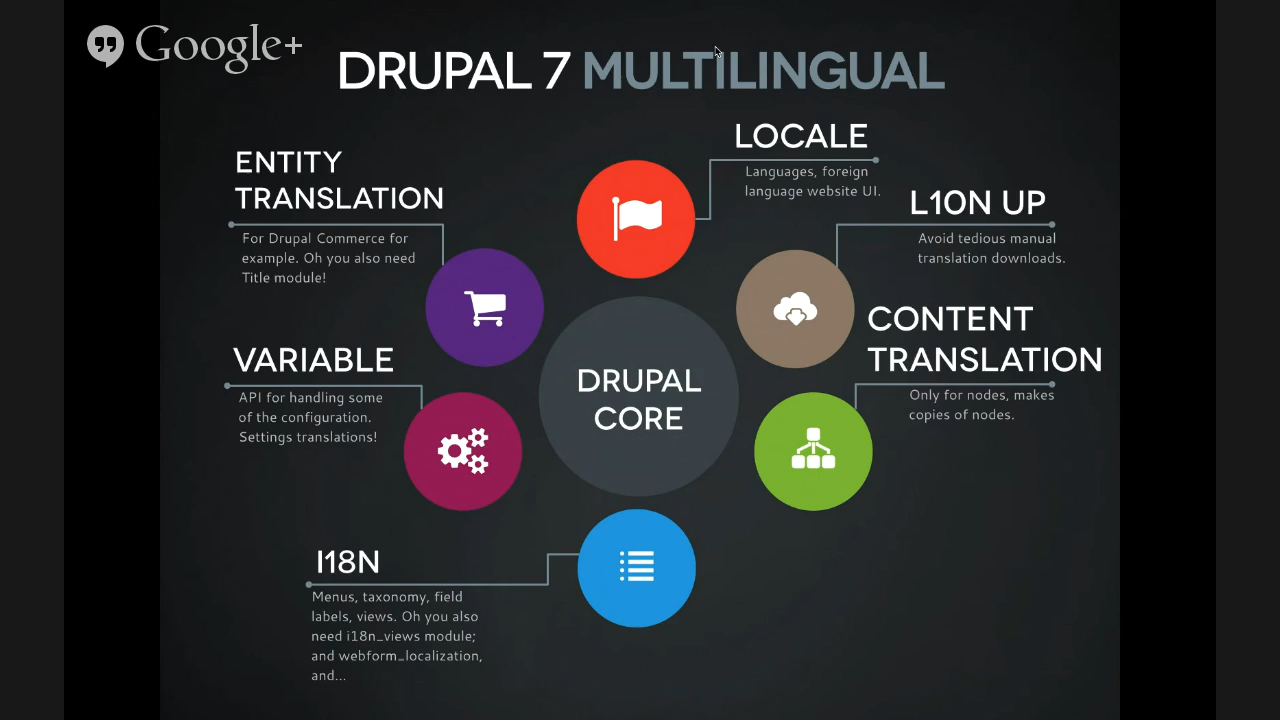 Google+
DRUPAL 7 MULTILINGUAL
LOCALE
Languages, foreign
language website UI.
ENTITY
TRANSLATION
For Drupal Commerce for
example. Oh you also need
Title module!
L10N UP
Avoid tedious manual
translation downloads.
CONTENT
TRANSLATION
Only for nodes, makes
copies of nodes.
VARIABLE
API for handling some
of the configuration.
Settings translations!
DRUPAL
CORE
I18N
Menus, taxonomy, field
labels, views. Oh you also
need i18n_views module;
and webform_localization,
and...